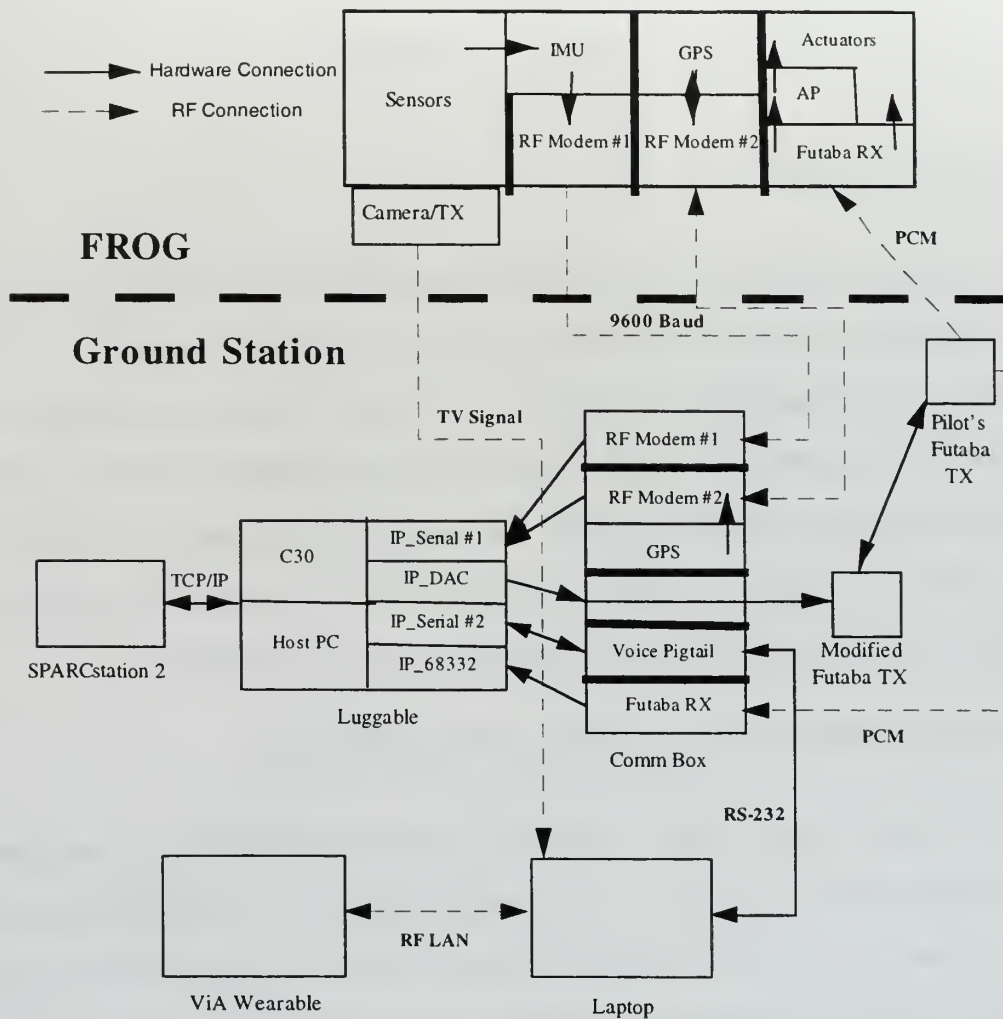 Hardware Connection
RF Connection
Sensors
IMU
GPS
Actuators
AP
RF Modem #1
RF Modem #2
Futaba RX
Camera/TX
FROG
PCM
9600 Baud
Ground Station
TV Signal
Pilot's
Futaba
TX
RF Modem #1
RF Modem #2
GPS
Voice Pigtail
Futaba RX
Comm Box
C30
Host PC
IP_Serial #1
IP_DAC
IP_Serial #2
IP_68332
Luggable
TCP/IP
SPARCstation 2
Modified
Futaba TX
PCM
RS-232
RF LAN
ViA Wearable
Laptop